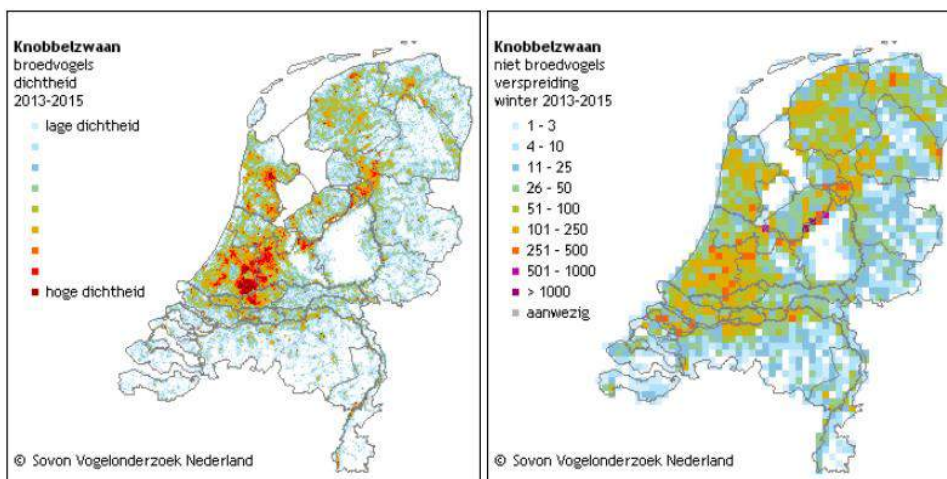 Knobbelzwaan
broedvogels
dichtheid
2013-2015
lage dichtheid
hoge dichtheid
© Sovon Vogelonderzoek Nederland
Knobbelzwaan
niet broedvogels
verspreiding
winter 2013-2015
1 - 3
4 - 10
11 - 25
26 - 50
51 - 100
101 - 250
251 - 500
501 - 1000
> 1000
aanwezig
© Sovon Vogelonderzoek Nederland